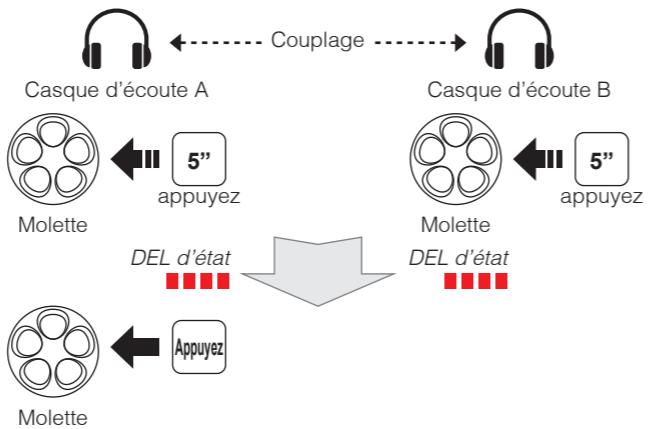 Couplage
Casque d'écoute A
Casque d'écoute B
5”
appuyez
Molette
5”
appuyez
Molette
DEL d'état
DEL d'état
Appuyez
Molette